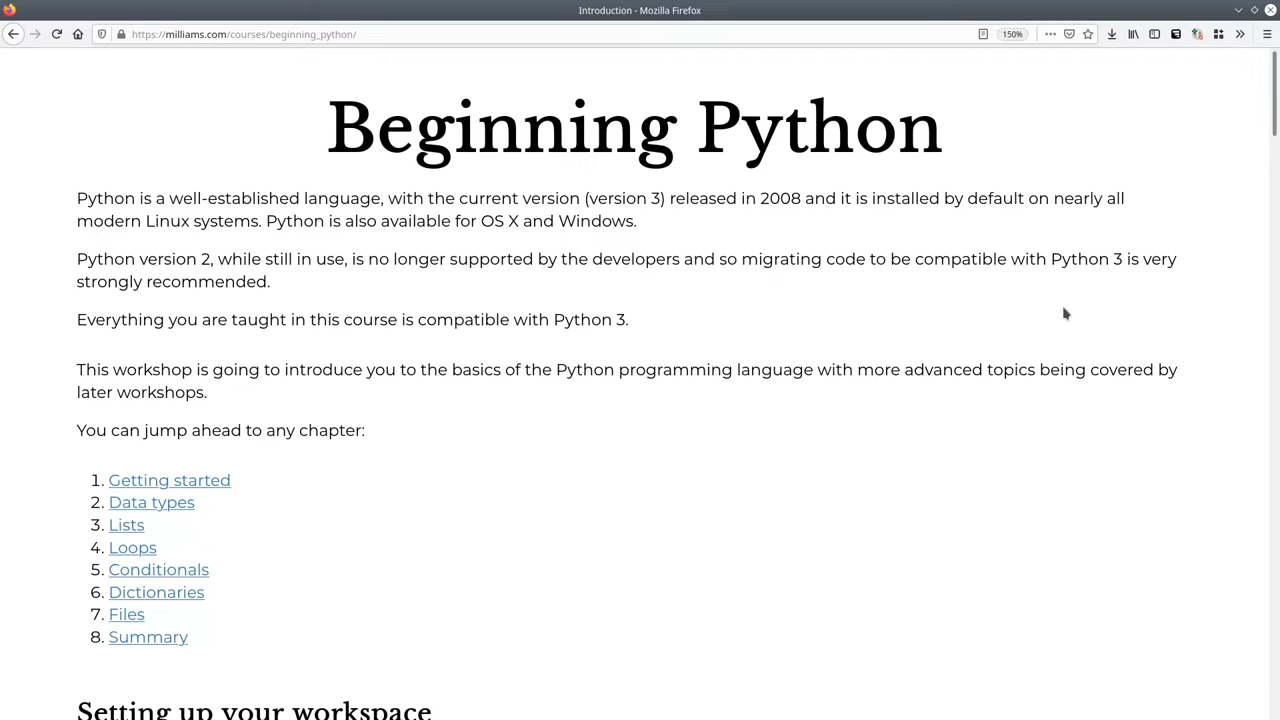 Introduction - Mozilla Firefox
https://milliams.com/courses/beginning_python/
150%
Beginning Python
Python is a well-established language, with the current version (version 3) released in 2008 and it is installed by default on nearly all
modern Linux systems. Python is also available for OS X and Windows.
Python version 2, while still in use, is no longer supported by the developers and so migrating code to be compatible with Python 3 is very
strongly recommended.
Everything you are taught in this course is compatible with Python 3.
This workshop is going to introduce you to the basics of the Python programming language with more advanced topics being covered by
later workshops.
You can jump ahead to any chapter:
1. Getting started
2. Data types
3. Lists
4. Loops
5. Conditionals
6. Dictionaries
7. Files
8. Summary
Setting up your workspace